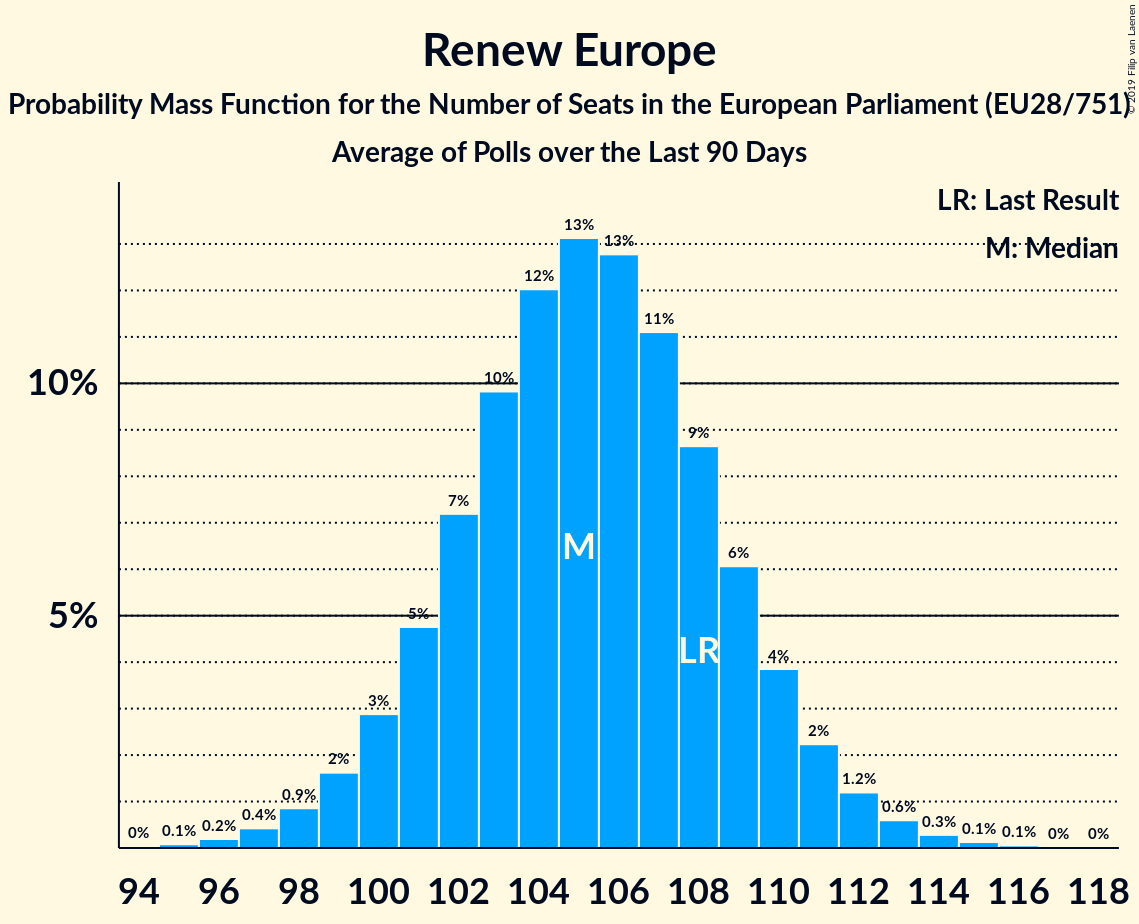 Renew Europe
Probability Mass Function for the Number of Seats in the European Parliament (EU28/751)
Average of Polls over the Last 90 Days
© 2019 Filip van Laenen
LR: Last Result
M: Median
10%
5%
0% 0.1% 0.2% 0.4% 0.9% 2% 3% 5% 7% 10% 12% 13% 13% 11% 9% 6% 4% 2% 1.2% 0.6% 0.3% 0.1% 0.1% 0% 0%
M
LR
94 96 98 100 102 104 106 108 110 112 114 116 118